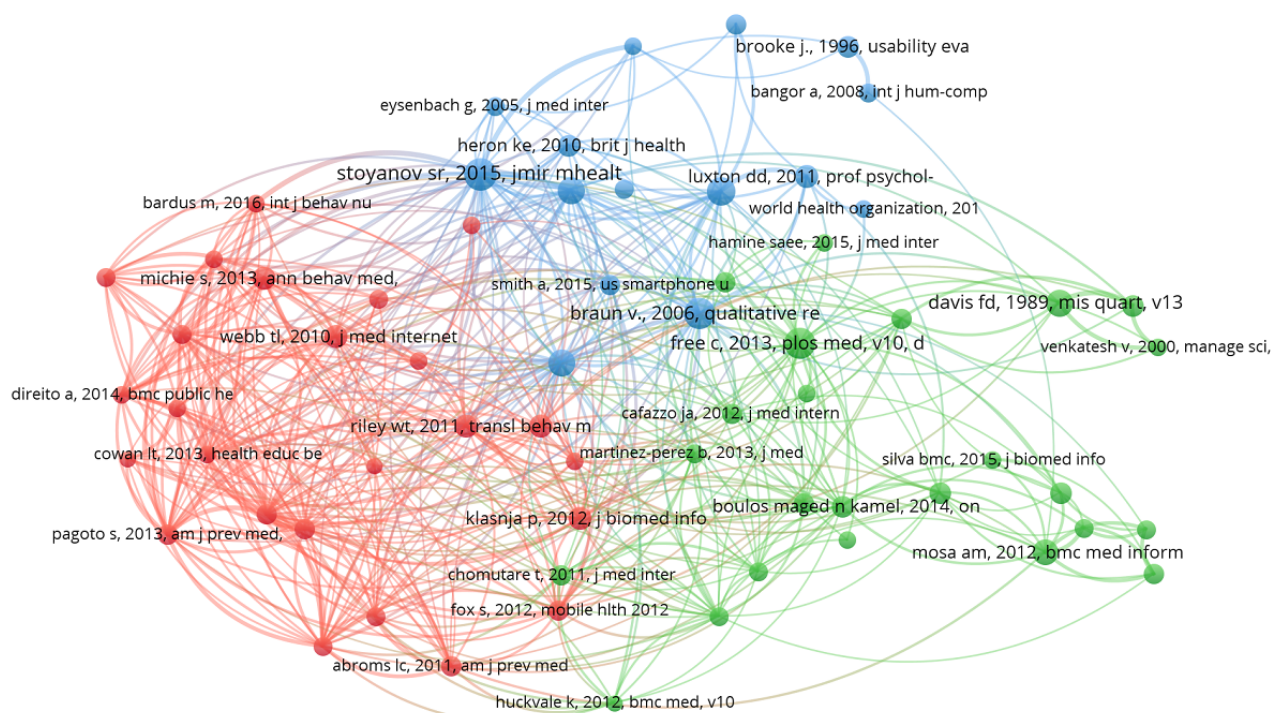 brooke j., 1996, usability eva
bangor a, 2008, int j hum-comp
eysenbach g, 2005, j med inter
heron ke, 2010, brit j health
stoyanov sr, 2015, jmir mhealt
luxton dd, 2011, prof psychol-
bardus m, 2016, int j behav nu
world health organization, 201
hamine saee, 2015, j med inter
michie s, 2013, ann behav med,
smith a, 2015, us smartphone u
davis fd, 1989, mis quart, v13
braun v., 2006, qualitative re
webb tl, 2010, j med internet
free c, 2013, plos med, v10, d
venkatesh v, 2000, manage sci,
direito a, 2014, bmc public he
cafazzo ja, 2012, j med intern
riley wt, 2011, transl behav m
cowan lt, 2013, health educ be
martinez-perez b, 2013, j med
silva bmc, 2015, j biomed info
boulos maged n kamel, 2014, on
klasnja p, 2012, j biomed info
pagoto s, 2013, am j prev med,
mosa am, 2012, bmc med inform
chomutare t, 2011, j med inter
fox s, 2012, mobile hlth 2012
abroms lc, 2011, am j prev med
huckvale k, 2012, bmc med, v10